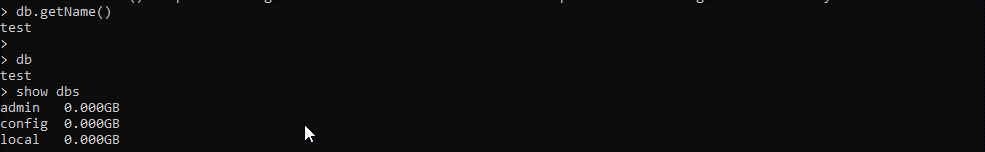 > db.getName()
test
>
> db
test
> show dbs
admin   0.000GB
config  0.000GB
local   0.000GB